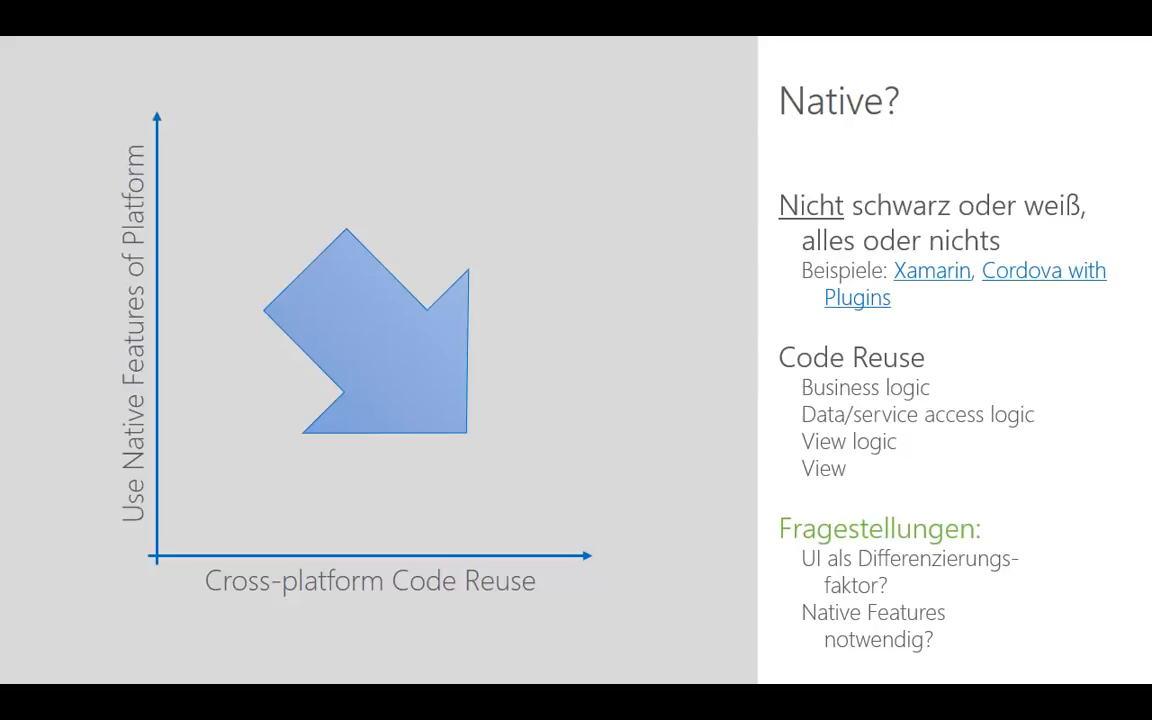 Use Native Features of Platform
Cross-platform Code Reuse
Native?
Nicht schwarz oder weiß,
alles oder nichts
Beispiele: Xamarin, Cordova with
Plugins
Code Reuse
Business logic
Data/service access logic
View logic
View
Fragestellungen:
UI als Differenzierungs-
faktor?
Native Features
notwendig?